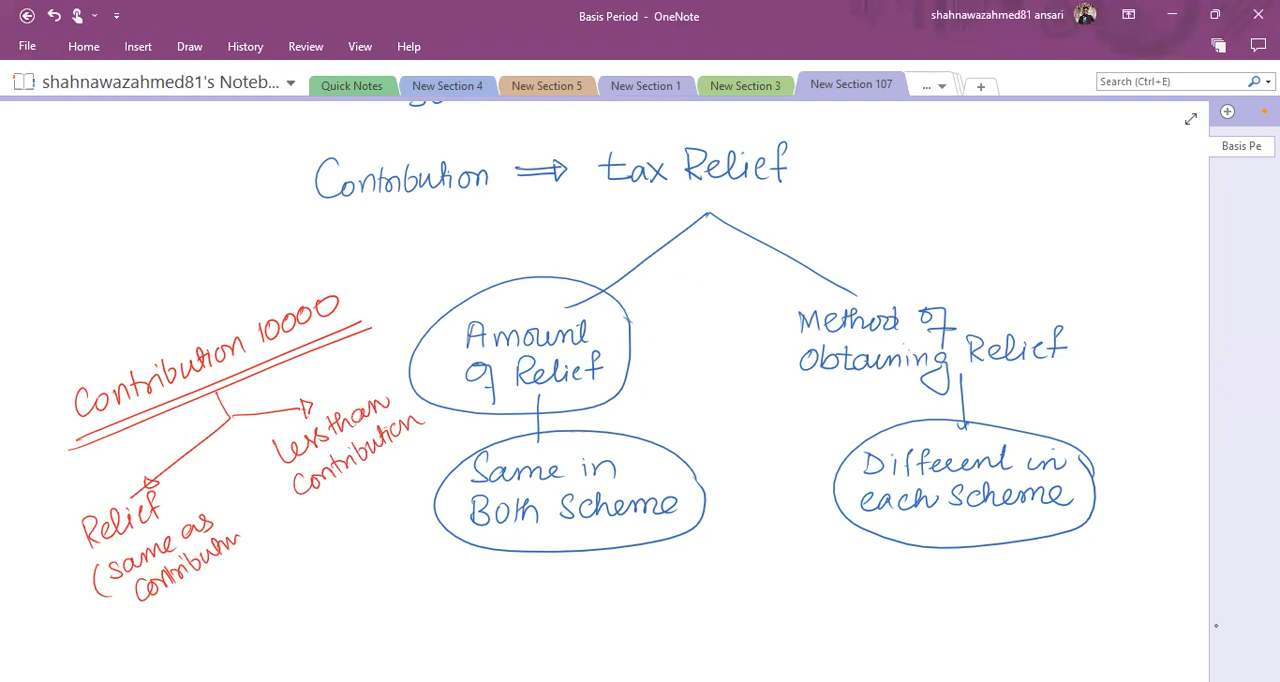 Basis Period - OneNote
shahnawazahmed81 ansari
File Home Insert Draw History Review View Help
shahnawazahmed81's Noteb...
Quick Notes
New Section 4
New Section 5
New Section 1
New Section 3
New Section 107
...
Search (Ctrl+E)
Basis Pe
Contribution ⇒ tax Relief
Amount
of Relief
Same in
Both Scheme
Method of
Obtaining Relief
Different in
each Scheme
Contribution 10000
Less than
Contribution
Relief
(same as
Contributn